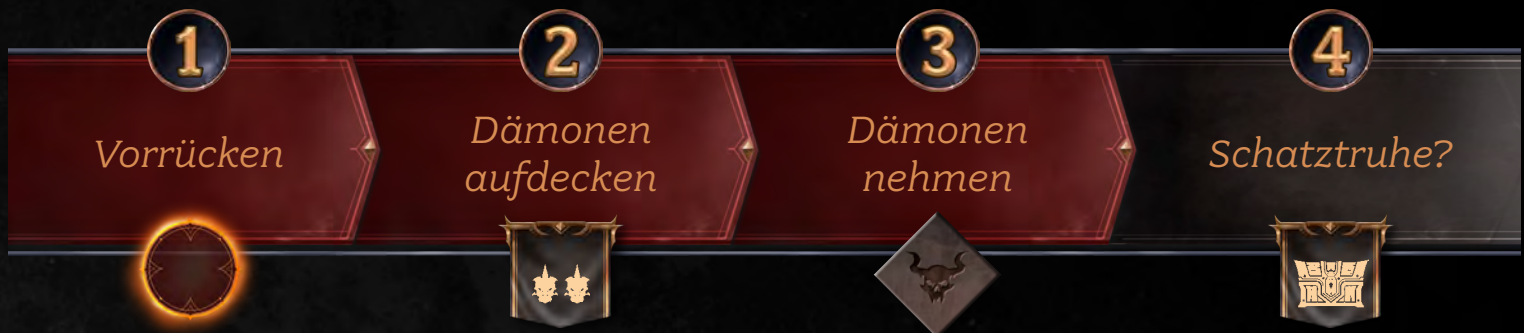 1
Vorrücken
2
Dämonen
aufdecken
3
Dämonen
nehmen
4
Schatztruhe?